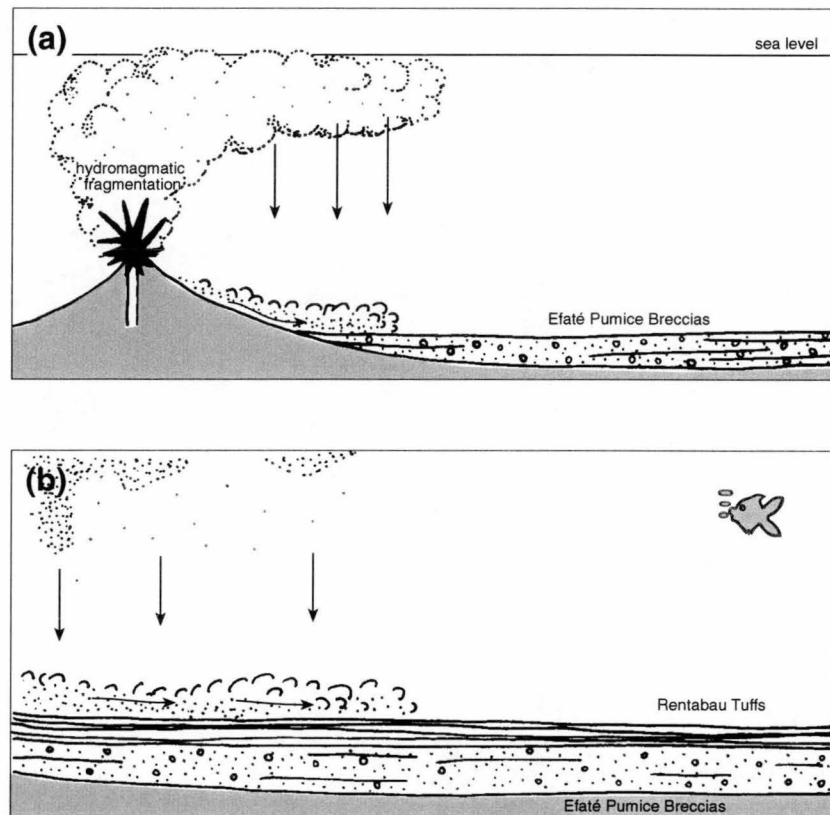 (a)
sea level
hydromagmatic
fragmentation
Efaté Pumice Breccias
(b)
Rentabau Tuffs
Efaté Pumice Breccias